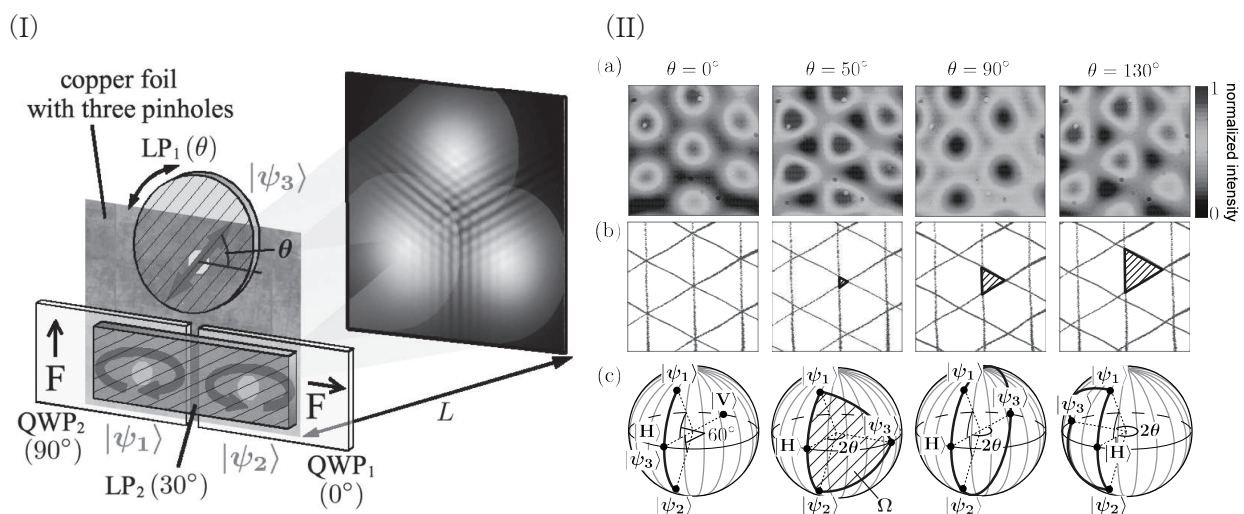 (I)
copper foil
with three pinholes
LP₁ (θ)
|ψ₃⟩
θ
F
F
L
QWP₂
(90°)
|ψ₁⟩
|ψ₂⟩
QWP₁
(0°)
LP₂ (30°)
(II)
(a)
θ = 0°
θ = 50°
θ = 90°
θ = 130°
1
normalized intensity
0
(b)
(c)
|ψ₁⟩
|V⟩
|H⟩
60°
|ψ₃⟩
|ψ₂⟩
|ψ₁⟩
|H⟩
2θ
|ψ₃⟩
|ψ₂⟩
Ω
|ψ₁⟩
|ψ₃⟩
|H⟩
2θ
|ψ₂⟩
|ψ₁⟩
|ψ₃⟩
2θ
|H⟩
|ψ₂⟩